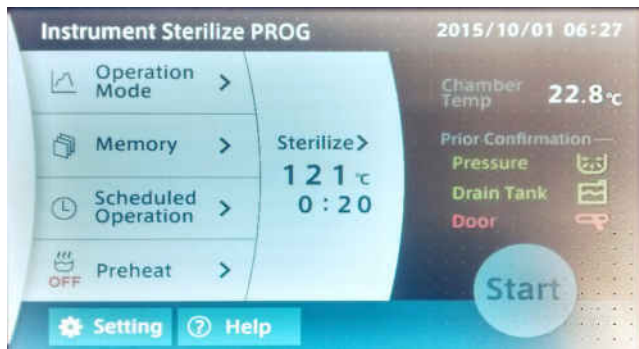 Instrument Sterilize PROG
2015/10/01 06:27
Operation
Mode >
Memory >
Scheduled
Operation >
OFF Preheat >
Sterilize>
121 ℃
0:20
Chamber
Temp 22.8℃
Prior Confirmation
Pressure
Drain Tank
Door
Start
Setting
? Help